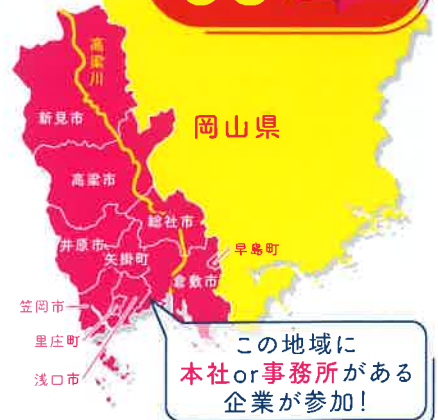 高梁川
岡山県
新見市
高梁市
総社市
井原市
矢掛町
早島町
倉敷市
笠岡市
里庄町
浅口市
この地域に
本社or事務所がある
企業が参加!